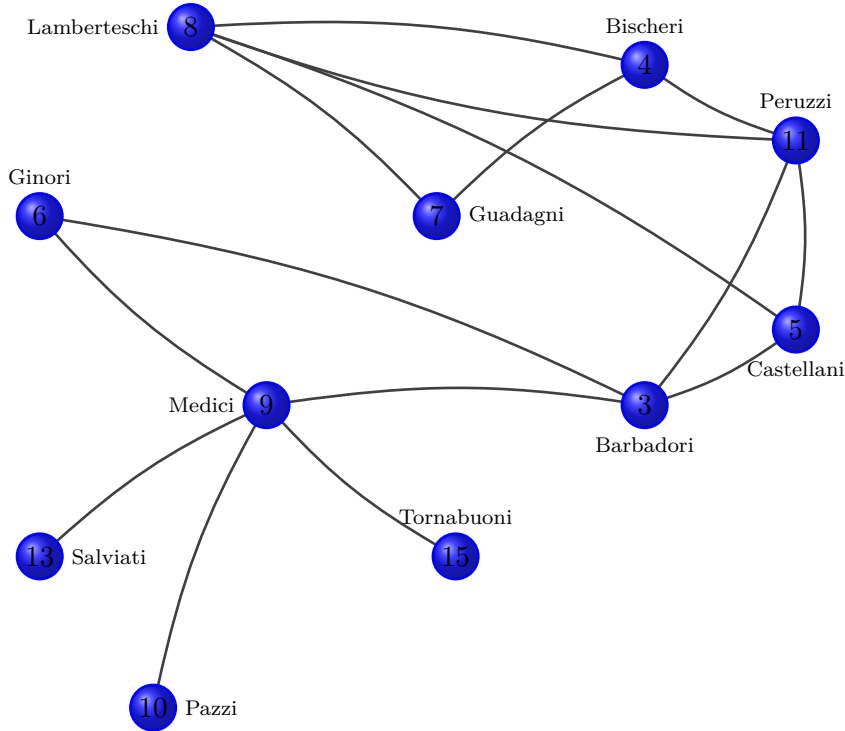 Lamberteschi 8
Bischeri
4
Peruzzi
11
Ginori
6
7 Guadagni
5
Castellani
Medici 9
3
Barbadori
Tornabuoni
13 Salviati
15
10 Pazzi